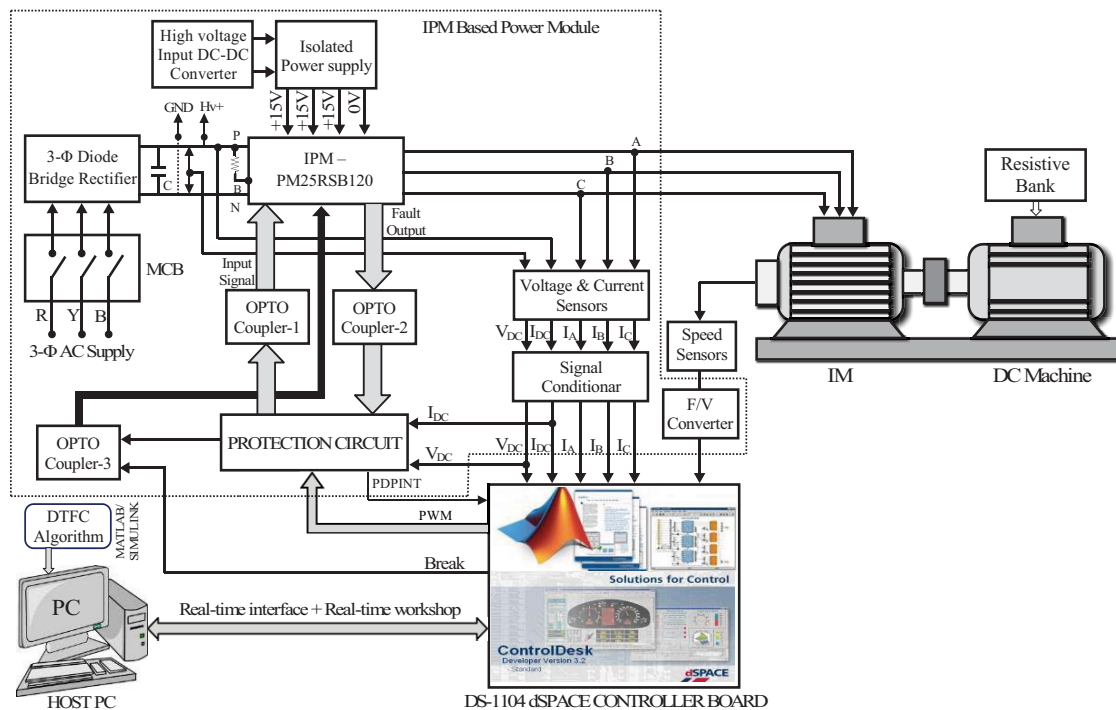 IPM Based Power Module
High voltage
Input DC-DC
Converter
Isolated
Power supply
+15V
+15V
+15V
0V
GND
Hv+
P
B
N
C
3-Φ Diode
Bridge Rectifier
IPM –
PM25RSB120
A
B
C
Resistive
Bank
MCB
R
Y
B
3-Φ AC Supply
Input
Signal
Fault
Output
OPTO
Coupler-1
OPTO
Coupler-2
Voltage & Current
Sensors
VDC IDC IA IB IC
Signal
Conditionar
Speed
Sensors
F/V
Converter
IM
DC Machine
OPTO
Coupler-3
PROTECTION CIRCUIT
IDC
VDC
VDC IDC IA IB IC
PDPINT
PWM
Break
DTFC
Algorithm
MATLAB/
SIMULINK
PC
Real-time interface + Real-time workshop
HOST PC
Solutions for Control
ControlDesk
Developer Version 3.2
- Standard
dSPACE
DS-1104 dSPACE CONTROLLER BOARD